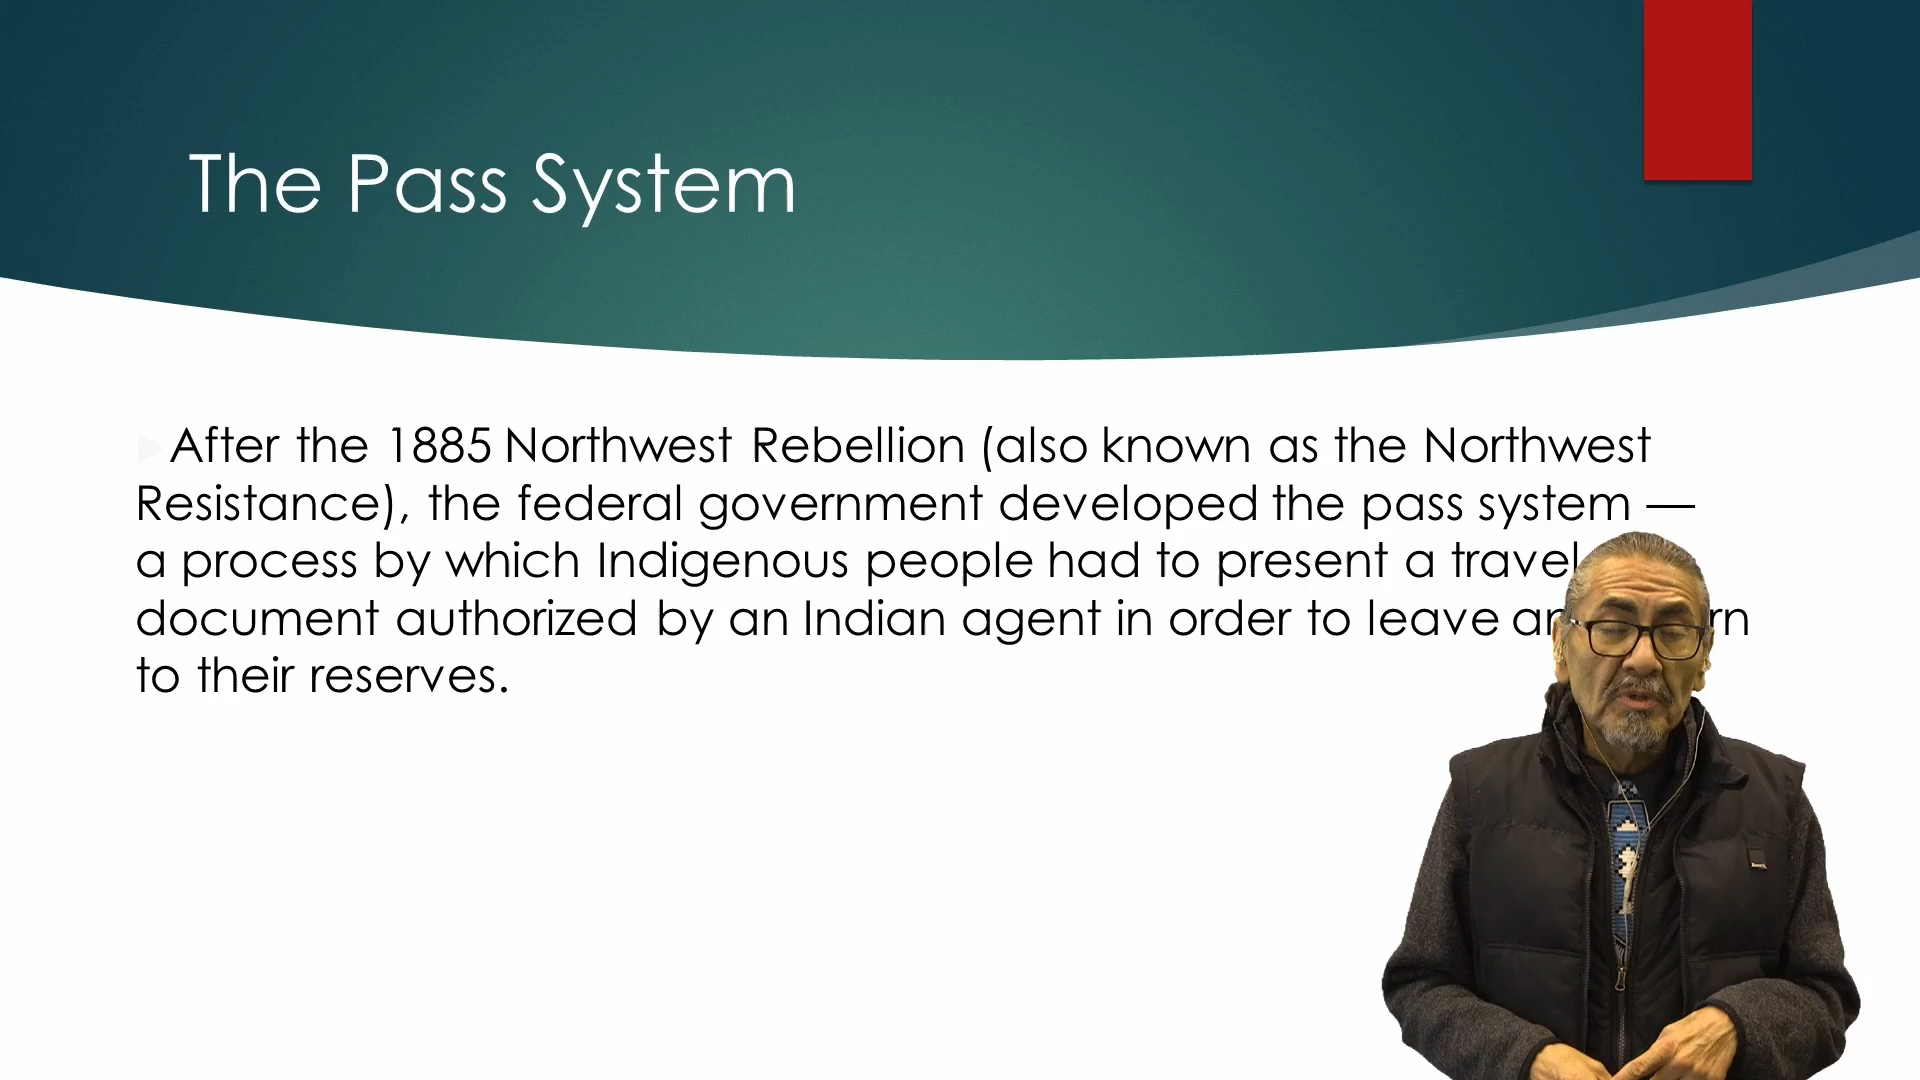 The Pass System
After the 1885 Northwest Rebellion (also known as the Northwest
Resistance), the federal government developed the pass system —
a process by which Indigenous people had to present a travel
document authorized by an Indian agent in order to leave
to their reserves.